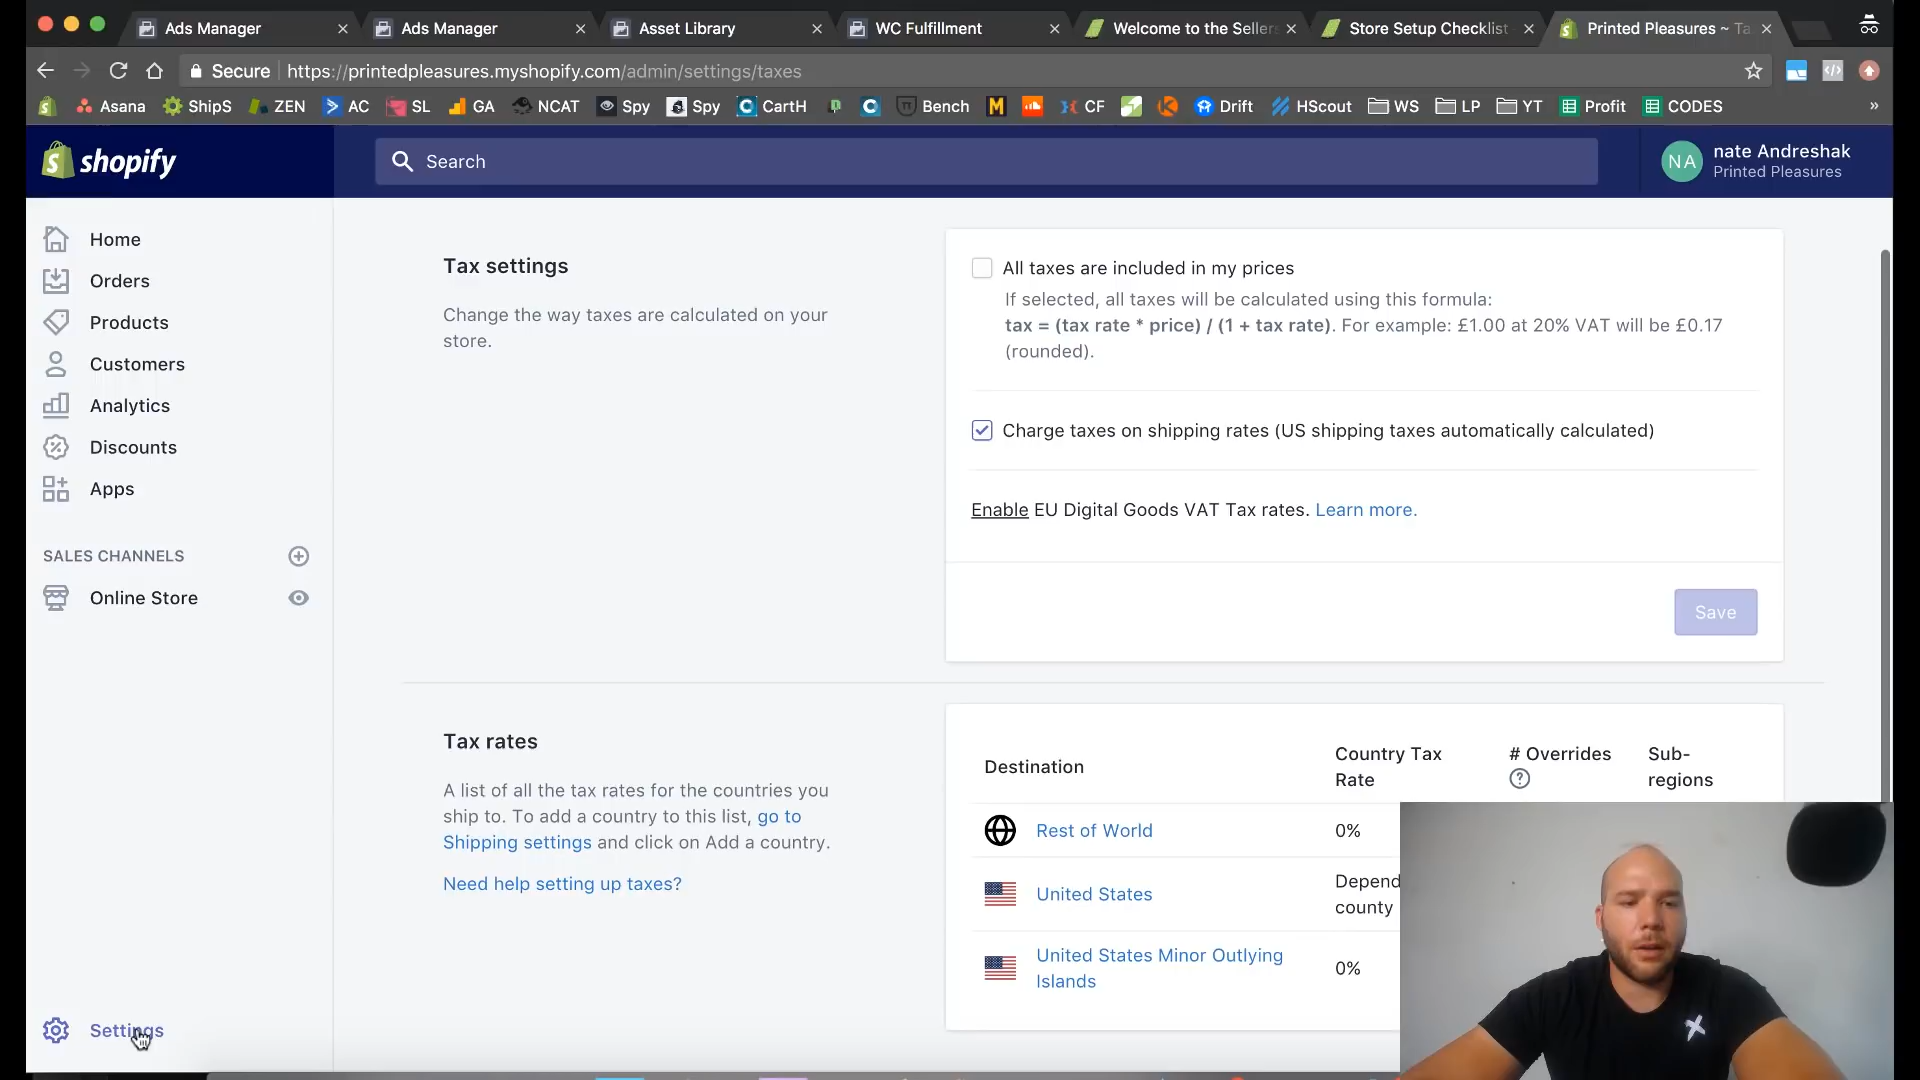 Ads Manager
Ads Manager
Asset Library
WC Fulfillment
Welcome to the Seller
Store Setup Checklist
Printed Pleasures ~ Ta
Secure
https://printedpleasures.myshopify.com/admin/settings/taxes
Asana
ShipS
ZEN
AC
SL
GA
NCAT
Spy
Spy
CartH
Bench
CF
Drift
HScout
WS
LP
YT
Profit
CODES
»
shopify
Search
NA
nate Andreshak
Printed Pleasures
Home
Orders
Products
Customers
Analytics
Discounts
Apps
SALES CHANNELS
Online Store
Settings
Tax settings
Change the way taxes are calculated on your
store.
All taxes are included in my prices
If selected, all taxes will be calculated using this formula:
tax = (tax rate * price) / (1 + tax rate). For example: £1.00 at 20% VAT will be £0.17
(rounded).
Charge taxes on shipping rates (US shipping taxes automatically calculated)
Enable EU Digital Goods VAT Tax rates. Learn more.
Save
Tax rates
A list of all the tax rates for the countries you
ship to. To add a country to this list, go to
Shipping settings and click on Add a country.
Need help setting up taxes?
Destination
Country Tax
Rate
# Overrides
Sub-
regions
Rest of World
0%
United States
Depend
county
United States Minor Outlying
Islands
0%